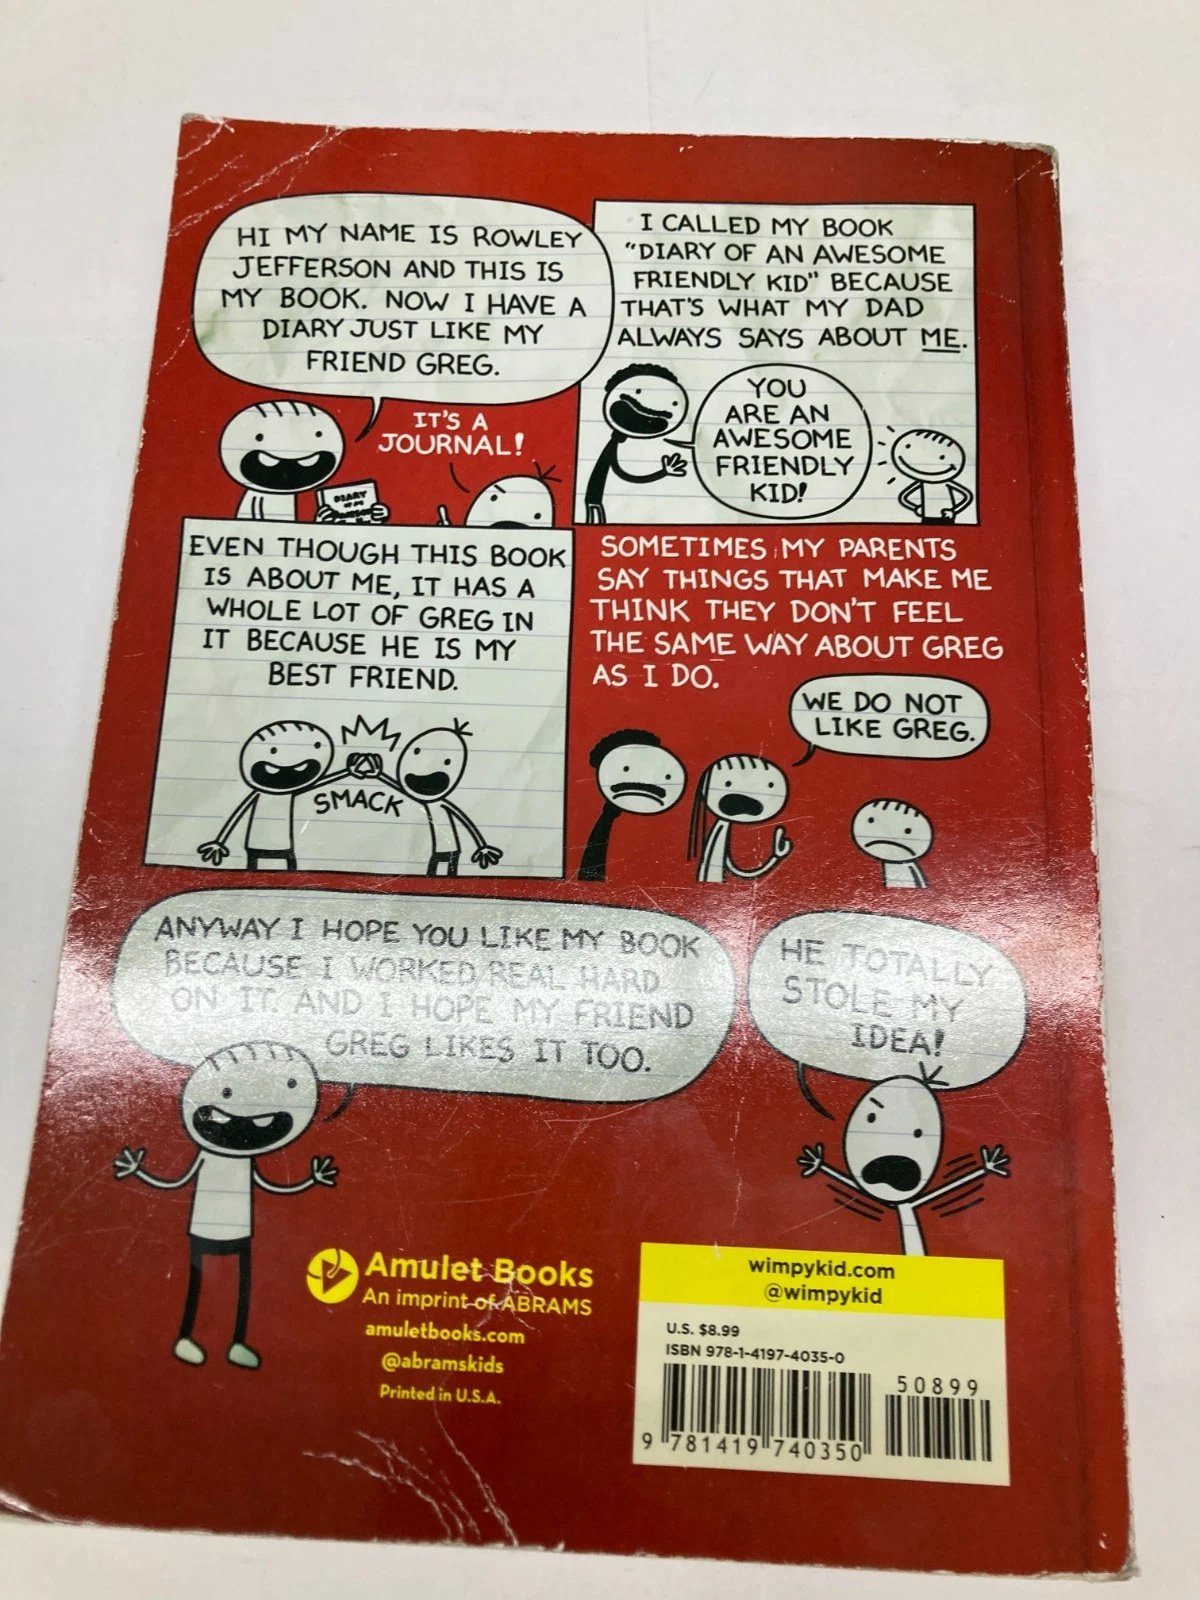 HI MY NAME IS ROWLEY
JEFFERSON AND THIS IS
MY BOOK. NOW I HAVE A
DIARY JUST LIKE MY
FRIEND GREG.
IT'S A
JOURNAL!
DIARY
I CALLED MY BOOK
"DIARY OF AN AWESOME
FRIENDLY KID" BECAUSE
THAT'S WHAT MY DAD
ALWAYS SAYS ABOUT ME.
YOU
ARE AN
AWESOME
FRIENDLY
KID!
EVEN THOUGH THIS BOOK
IS ABOUT ME, IT HAS A
WHOLE LOT OF GREG IN
IT BECAUSE HE IS MY
BEST FRIEND.
SMACK
SOMETIMES MY PARENTS
SAY THINGS THAT MAKE ME
THINK THEY DON'T FEEL
THE SAME WAY ABOUT GREG
AS I DO.
WE DO NOT
LIKE GREG.
ANYWAY I HOPE YOU LIKE MY BOOK
BECAUSE I WORKED REAL HARD
ON IT. AND I HOPE MY FRIEND
GREG LIKES IT TOO.
HE TOTALLY
STOLE MY
IDEA!
Amulet Books
An imprint of ABRAMS
amuletbooks.com
@abramskids
Printed in U.S.A.
wimpykid.com
@wimpykid
U.S. $8.99
ISBN 978-1-4197-4035-0
50899
9 781419 740350